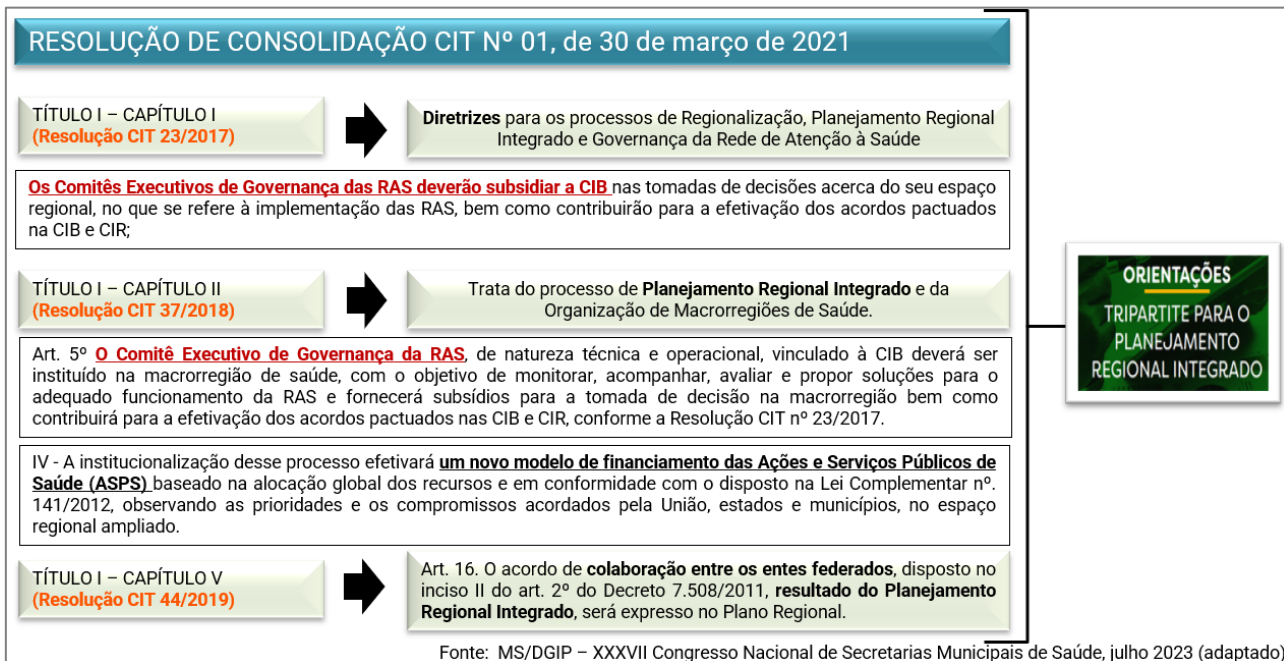 RESOLUÇÃO DE CONSOLIDAÇÃO CIT Nº 01, de 30 de março de 2021
TÍTULO I – CAPÍTULO I
(Resolução CIT 23/2017)
Diretrizes para os processos de Regionalização, Planejamento Regional
Integrado e Governança da Rede de Atenção à Saúde
Os Comitês Executivos de Governança das RAS deverão subsidiar a CIB nas tomadas de decisões acerca do seu espaço
regional, no que se refere à implementação das RAS, bem como contribuirão para a efetivação dos acordos pactuados
na CIB e CIR;
TÍTULO I – CAPÍTULO II
(Resolução CIT 37/2018)
Trata do processo de Planejamento Regional Integrado e da
Organização de Macrorregiões de Saúde.
Art. 5º O Comitê Executivo de Governança da RAS, de natureza técnica e operacional, vinculado à CIB deverá ser
instituído na macrorregião de saúde, com o objetivo de monitorar, acompanhar, avaliar e propor soluções para o
adequado funcionamento da RAS e fornecerá subsídios para a tomada de decisão na macrorregião bem como
contribuirá para a efetivação dos acordos pactuados nas CIB e CIR, conforme a Resolução CIT nº 23/2017.
IV - A institucionalização desse processo efetivará um novo modelo de financiamento das Ações e Serviços Públicos de
Saúde (ASPS) baseado na alocação global dos recursos e em conformidade com o disposto na Lei Complementar nº.
141/2012, observando as prioridades e os compromissos acordados pela União, estados e municípios, no espaço
regional ampliado.
TÍTULO I – CAPÍTULO V
(Resolução CIT 44/2019)
Art. 16. O acordo de colaboração entre os entes federados, disposto no
inciso II do art. 2º do Decreto 7.508/2011, resultado do Planejamento
Regional Integrado, será expresso no Plano Regional.
ORIENTAÇÕES
TRIPARTITE PARA O
PLANEJAMENTO
REGIONAL INTEGRADO
Fonte: MS/DGIP – XXXVII Congresso Nacional de Secretarias Municipais de Saúde, julho 2023 (adaptado)